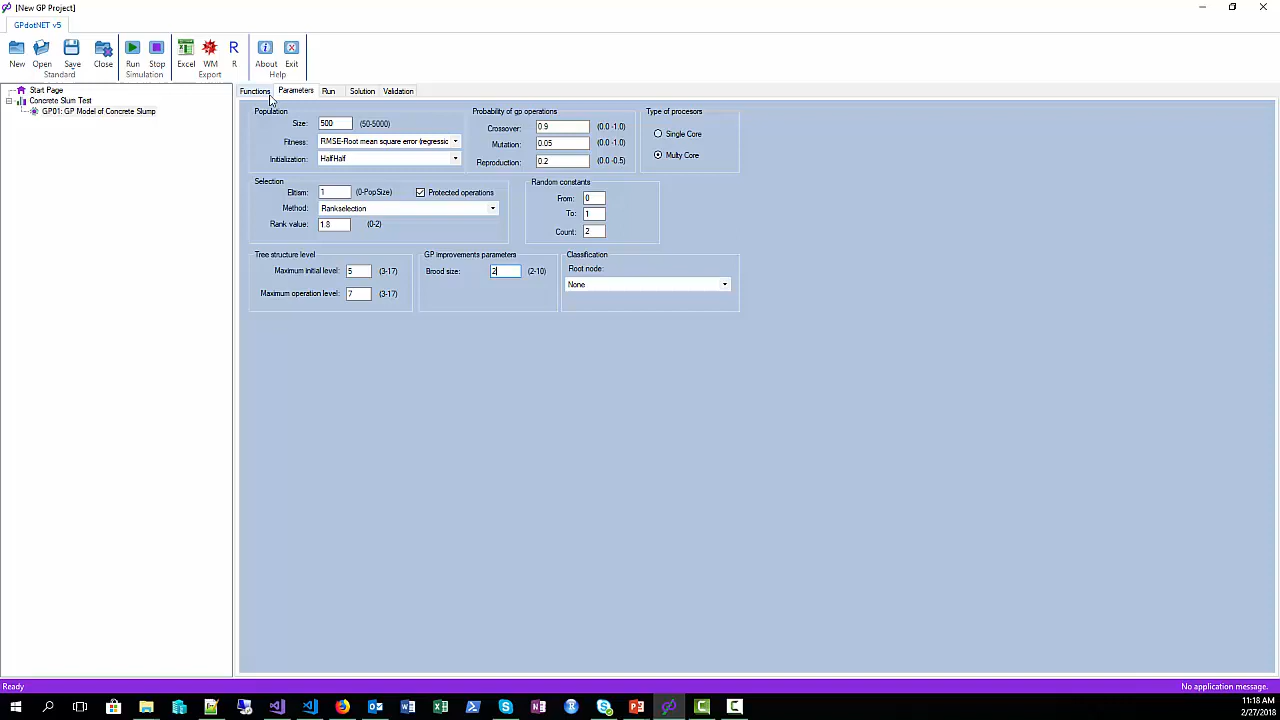 [New GP Project]
GPdotNET v5
New Open Save Close Run Stop Excel WM R About Exit
Standard Simulation Export Help
Start Page
Concrete Slum Test
GP01: GP Model of Concrete Slump
Functions Parameters Run Solution Validation
Population Probability of gp operations Type of procesors
Size: 500 (50-5000) Crossover: 0.9 (0.0 -1.0) Single Core
Fitness: RMSE-Root mean square error (regressic Mutation: 0.05 (0.0 -1.0)
Initialization: HalfHalf Reproduction: 0.2 (0.0 -0.5) Multy Core
Selection Random constants
Elitism: 1 (0-PopSize) Protected operations From: 0
Method: Rankselection To: 1
Rank value: 1.8 (0-2) Count: 2
Tree structure level GP improvements parameters Classification
Maximum initial level: 5 (3-17) Brood size: 2 (2-10) Root node:
None
Maximum operation level: 7 (3-17)
Ready No application message.
11:18 AM
2/27/2018